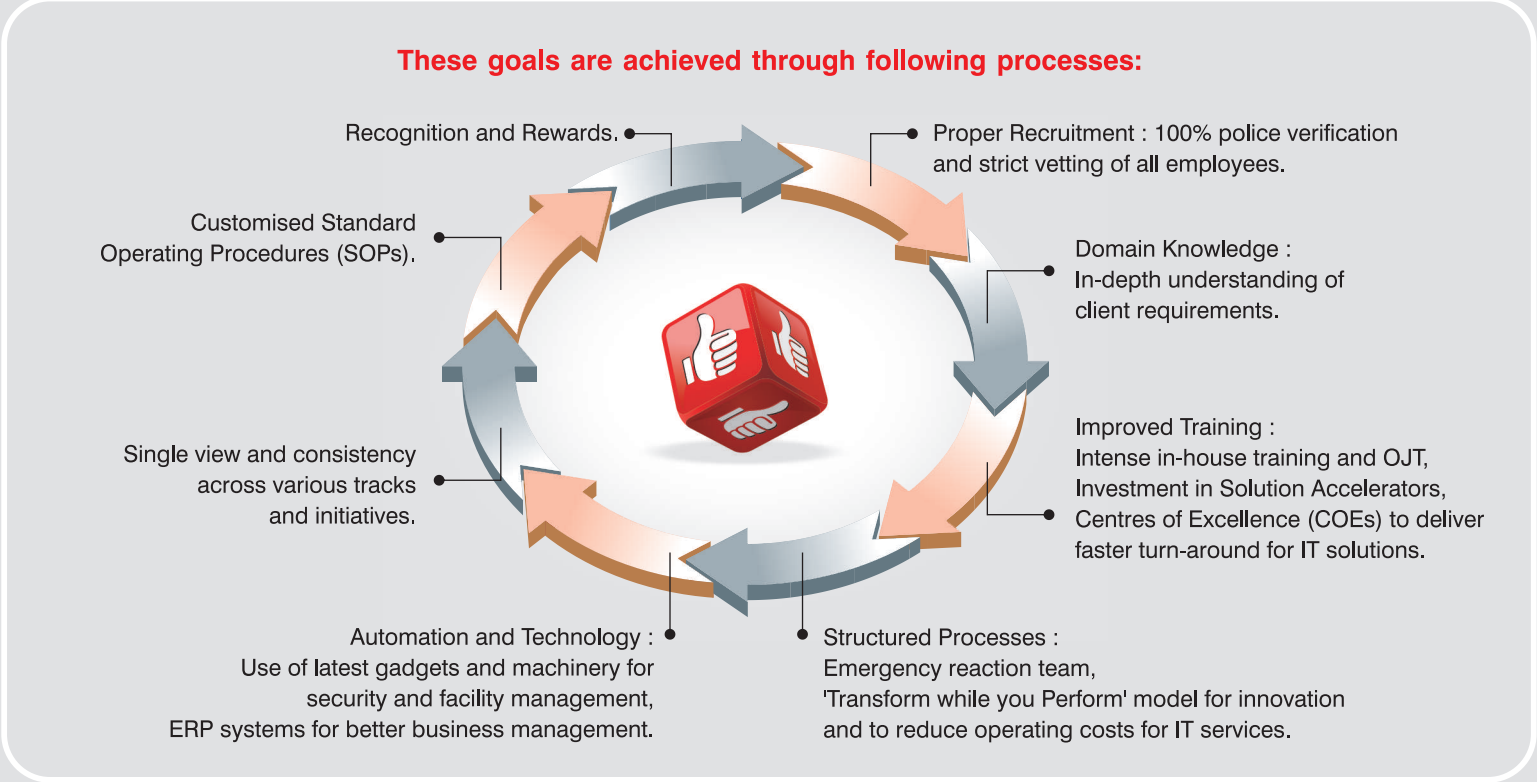 These goals are achieved through following processes:
Recognition and Rewards.
Proper Recruitment : 100% police verification
and strict vetting of all employees.
Customised Standard
Operating Procedures (SOPs).
Domain Knowledge :
In-depth understanding of
client requirements.
Single view and consistency
across various tracks
and initiatives.
Improved Training :
Intense in-house training and OJT,
Investment in Solution Accelerators,
Centres of Excellence (COEs) to deliver
faster turn-around for IT solutions.
Automation and Technology :
Use of latest gadgets and machinery for
security and facility management,
ERP systems for better business management.
Structured Processes :
Emergency reaction team,
'Transform while you Perform' model for innovation
and to reduce operating costs for IT services.